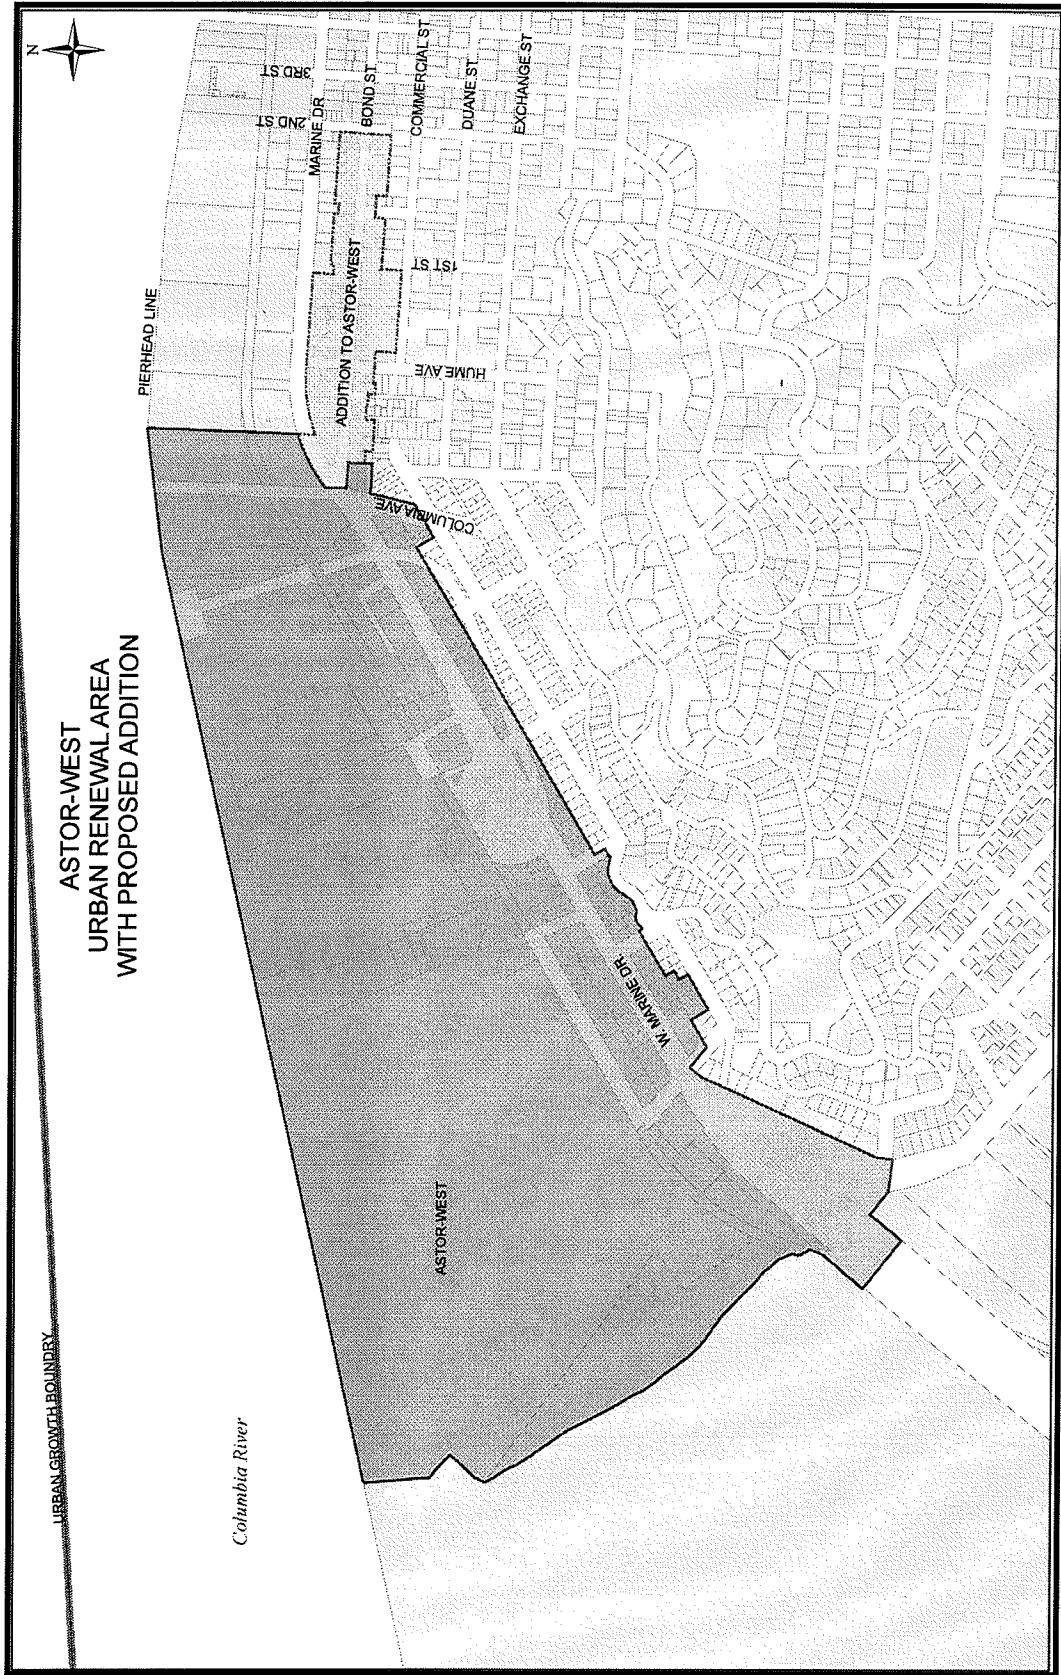 ASTOR-WEST
URBAN RENEWAL AREA
WITH PROPOSED ADDITION
N
URBAN GROWTH BOUNDRY
Columbia River
PIERHEAD LINE
ASTOR-WEST
W. MARINE DR.
COLUMBIA AVE
ADDITION TO ASTOR-WEST
HUME AVE
1ST ST
2ND ST
3RD ST
MARINE DR
BOND ST
COMMERCIAL ST
DUANE ST
EXCHANGE ST